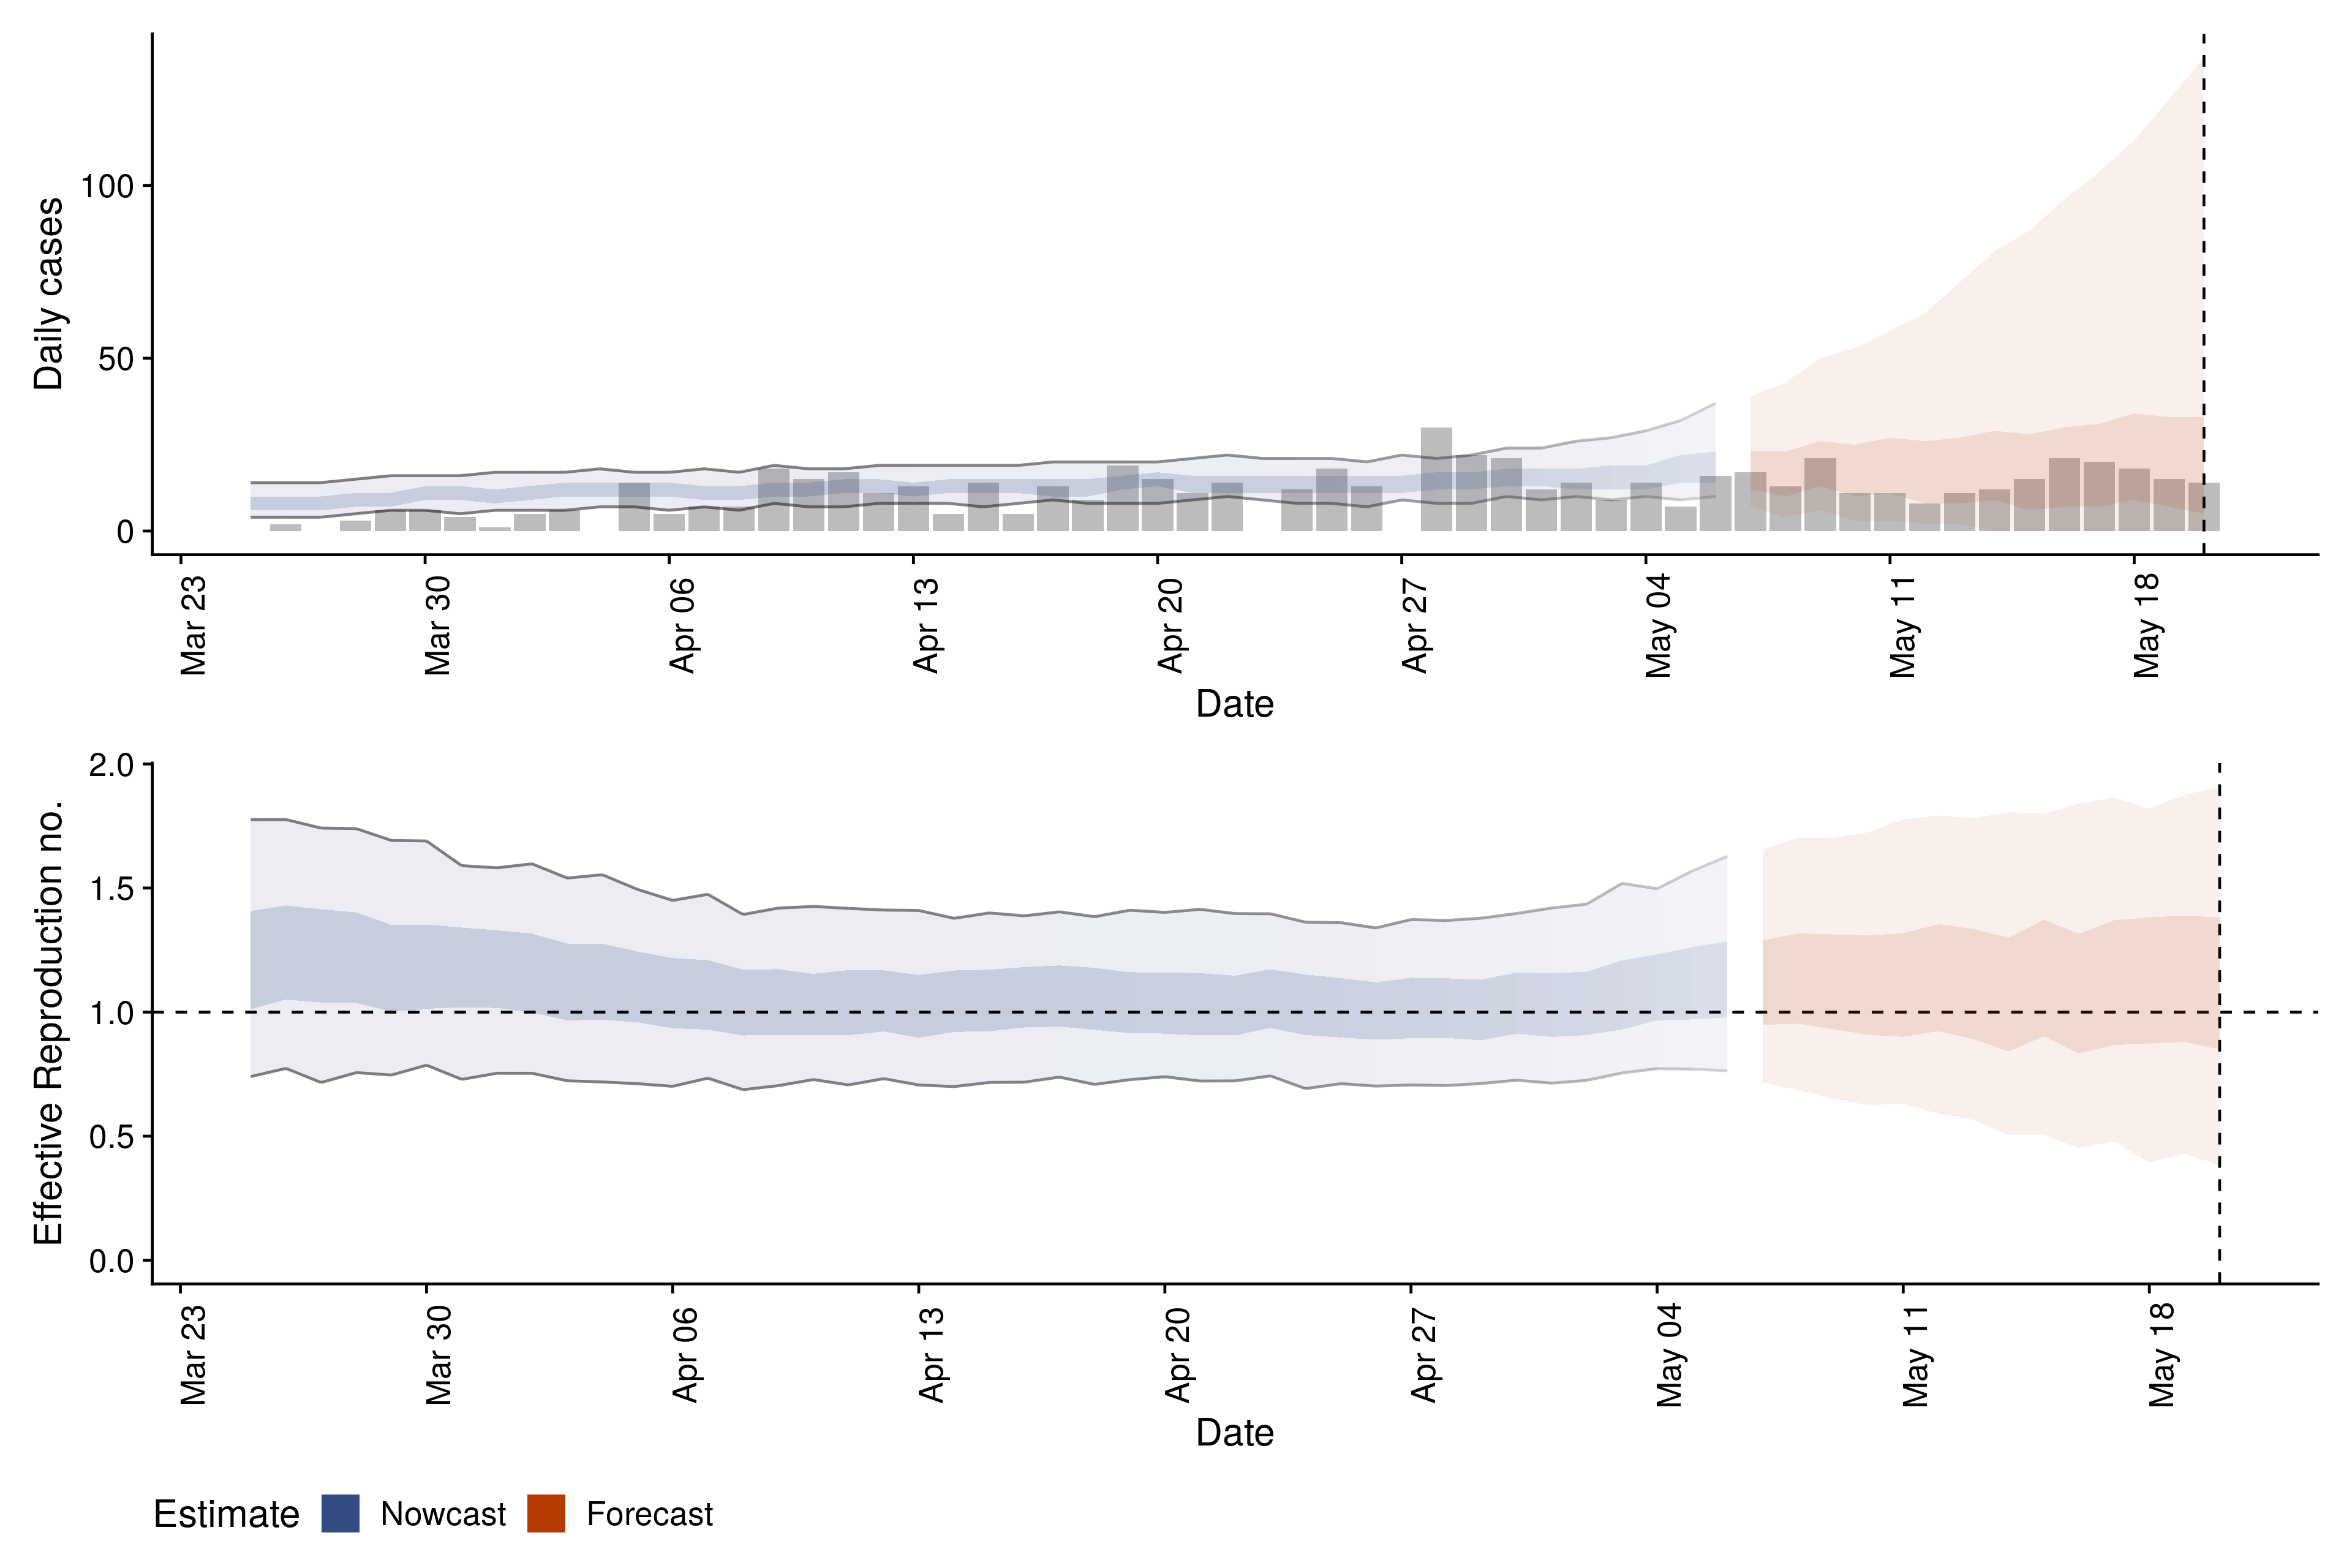 Daily cases
100
50
0
Mar 23
Mar 30
Apr 06
Apr 13
Apr 20
Apr 27
May 04
May 11
May 18
Date
Effective Reproduction no.
2.0
1.5
1.0
0.5
0.0
Mar 23
Mar 30
Apr 06
Apr 13
Apr 20
Apr 27
May 04
May 11
May 18
Date
Estimate Nowcast Forecast